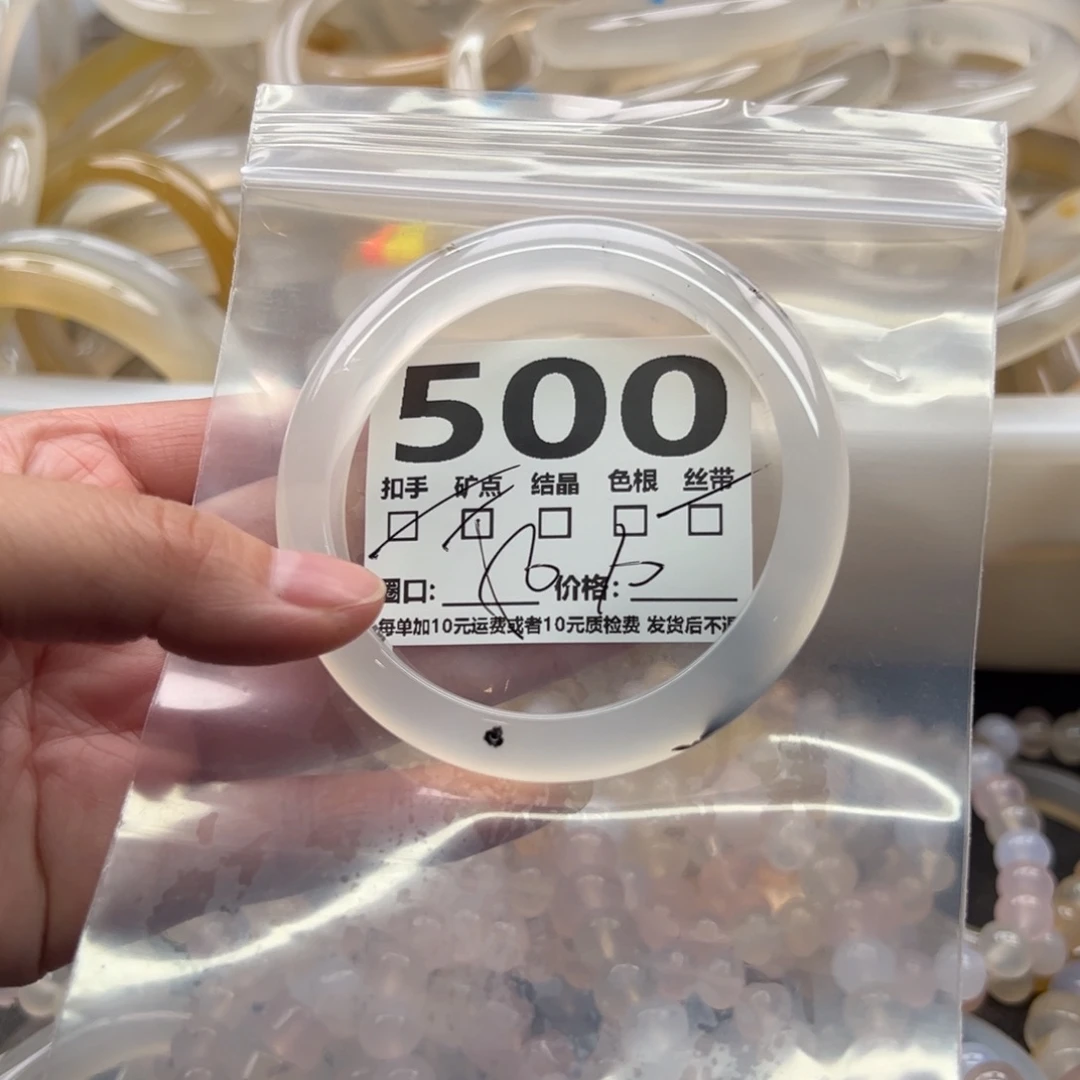 500
扣手 矿点 结晶 色根 丝带
圈口: 价格:
每单加10元运费或者10元质检费 发货后不退